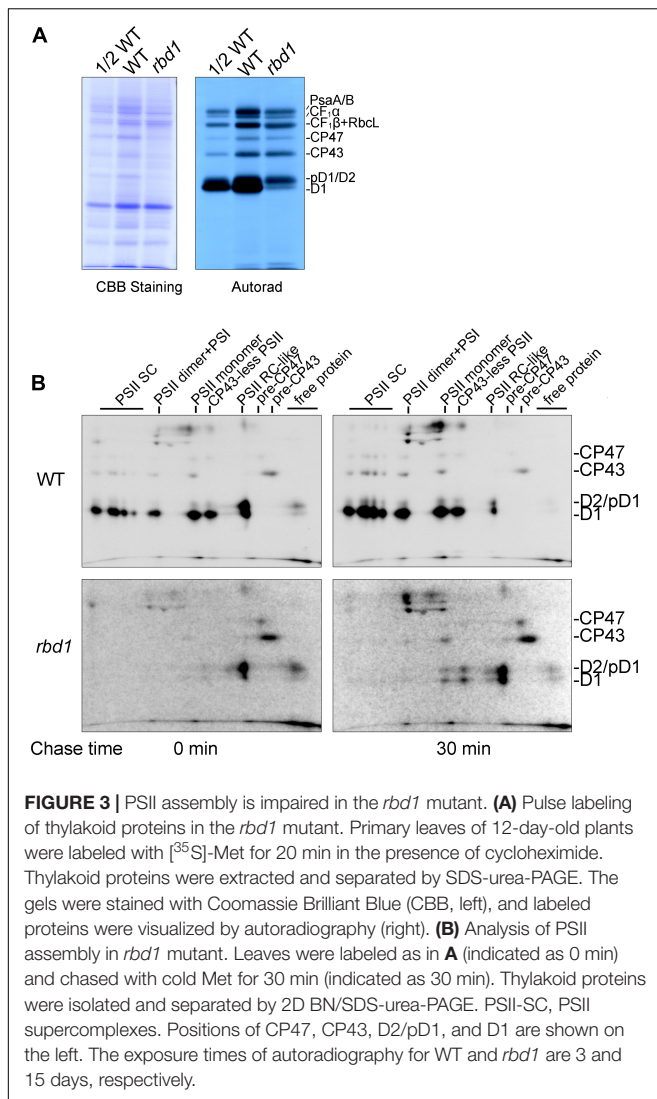 A
1/2 WT
WT
rbd1
1/2 WT
WT
rbd1
PsaA/B
CF₁α
-CF₁β+RbcL
-CP47
-CP43
-pD1/D2
-D1
CBB Staining
Autorad
B
PSII SC
PSII dimer+PSI
PSII monomer
CP43-less PSII
PSII RC-like
pre-CP47
pre-CP43
free protein
PSII SC
PSII dimer+PSI
PSII monomer
CP43-less PSII
PSII RC-like
pre-CP47
pre-CP43
free protein
WT
-CP47
-CP43
-D2/pD1
-D1
rbd1
-CP47
-CP43
-D2/pD1
-D1
Chase time 0 min 30 min
FIGURE 3 | PSII assembly is impaired in the rbd1 mutant. (A) Pulse labeling
of thylakoid proteins in the rbd1 mutant. Primary leaves of 12-day-old plants
were labeled with [³⁵S]-Met for 20 min in the presence of cycloheximide.
Thylakoid proteins were extracted and separated by SDS-urea-PAGE. The
gels were stained with Coomassie Brilliant Blue (CBB, left), and labeled
proteins were visualized by autoradiography (right). (B) Analysis of PSII
assembly in rbd1 mutant. Leaves were labeled as in A (indicated as 0 min)
and chased with cold Met for 30 min (indicated as 30 min). Thylakoid proteins
were isolated and separated by 2D BN/SDS-urea-PAGE. PSII-SC, PSII
supercomplexes. Positions of CP47, CP43, D2/pD1, and D1 are shown on
the left. The exposure times of autoradiography for WT and rbd1 are 3 and
15 days, respectively.